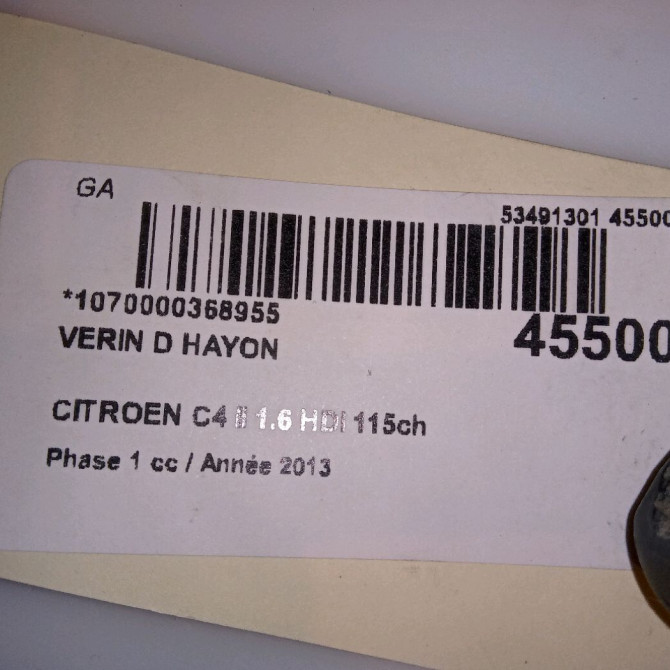 GA
53491301 45500
*1070000368955
45500
VERIN D HAYON
CITROEN C4 II 1.6 HDI 115ch
Phase 1 cc / Année 2013